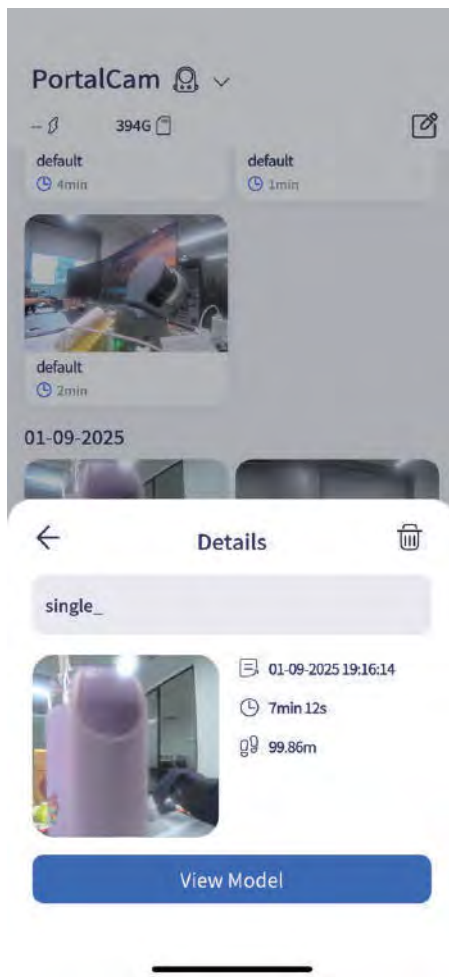 PortalCam
-- 394G
default default
4min 1min
default
2min
01-09-2025
Details
single_
01-09-2025 19:16:14
7min 12s
99.86m
View Model